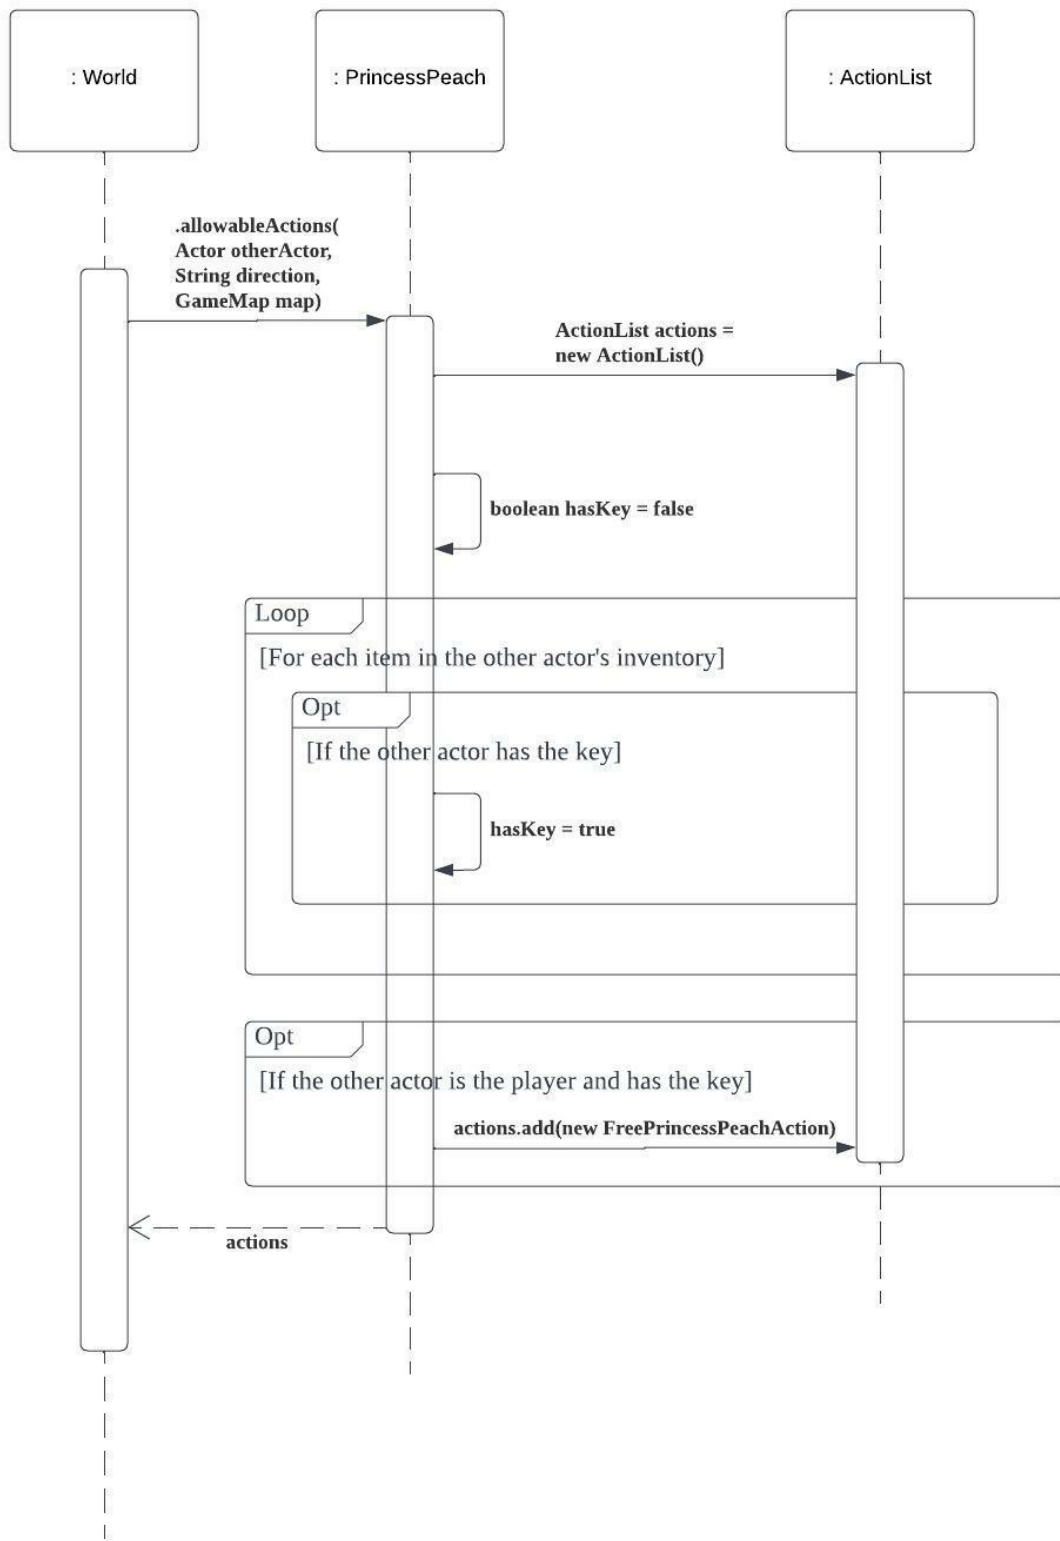 : World
: PrincessPeach
: ActionList
.allowableActions(
Actor otherActor,
String direction,
GameMap map)
ActionList actions =
new ActionList()
boolean hasKey = false
Loop
[For each item in the other actor's inventory]
Opt
[If the other actor has the key]
hasKey = true
Opt
[If the other actor is the player and has the key]
actions.add(new FreePrincessPeachAction)
actions